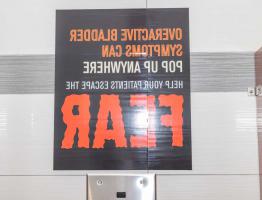 OVERACTIVE BLADDER
SYMPTOMS CAN
POP UP ANYWHERE
HELP YOUR PATIENTS ESCAPE THE
FEAR